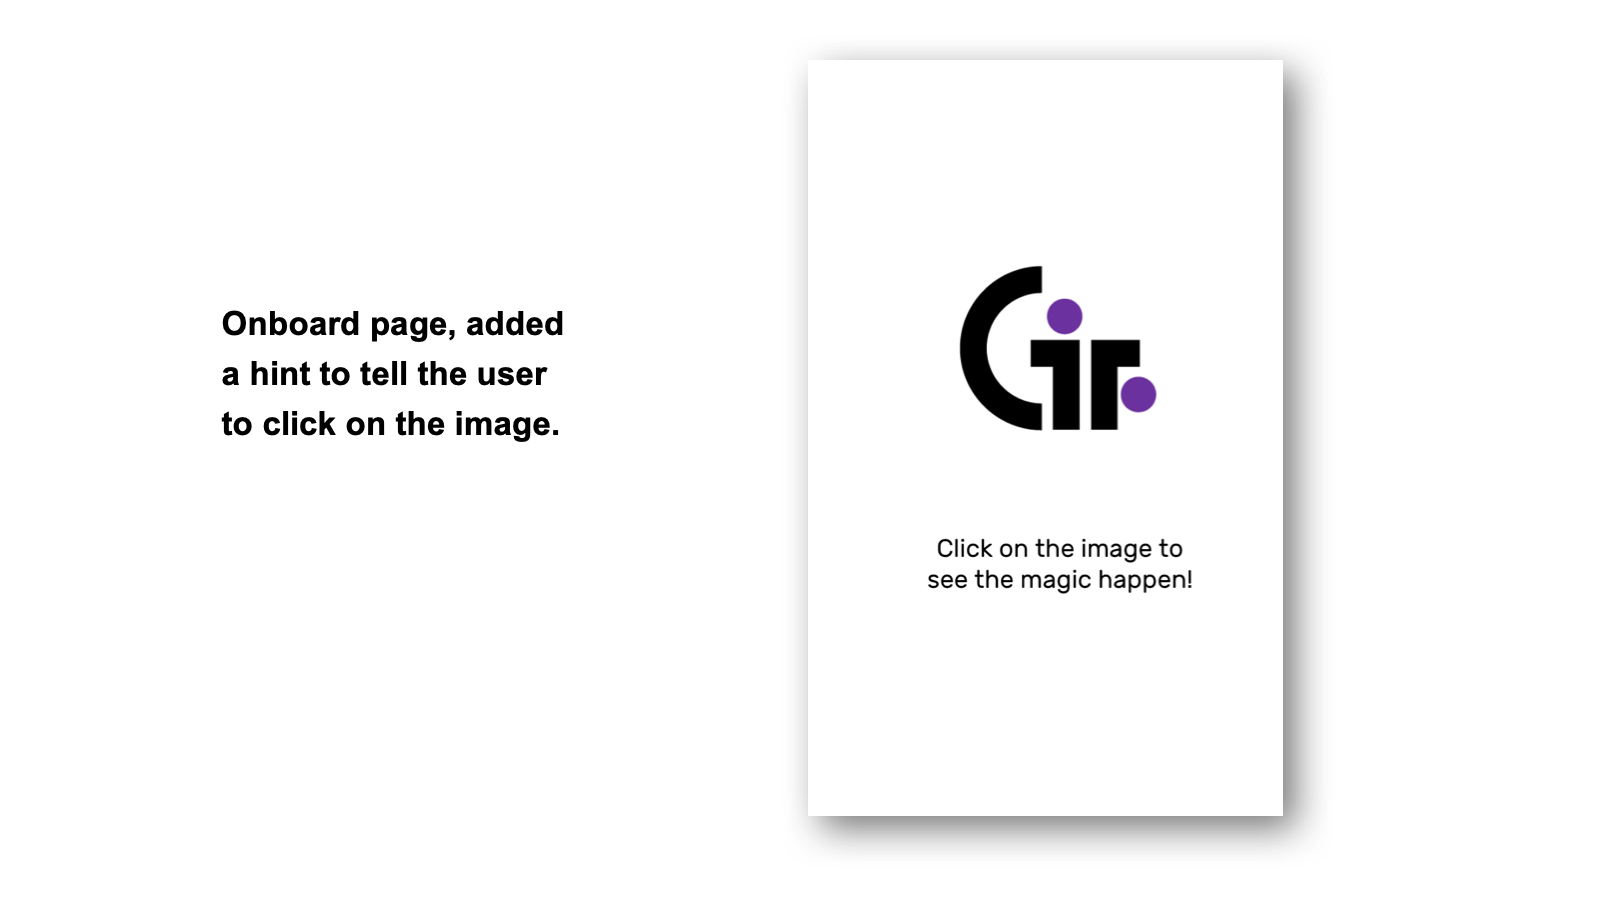 Onboard page, added
a hint to tell the user
to click on the image.
Cir.
Click on the image to
see the magic happen!